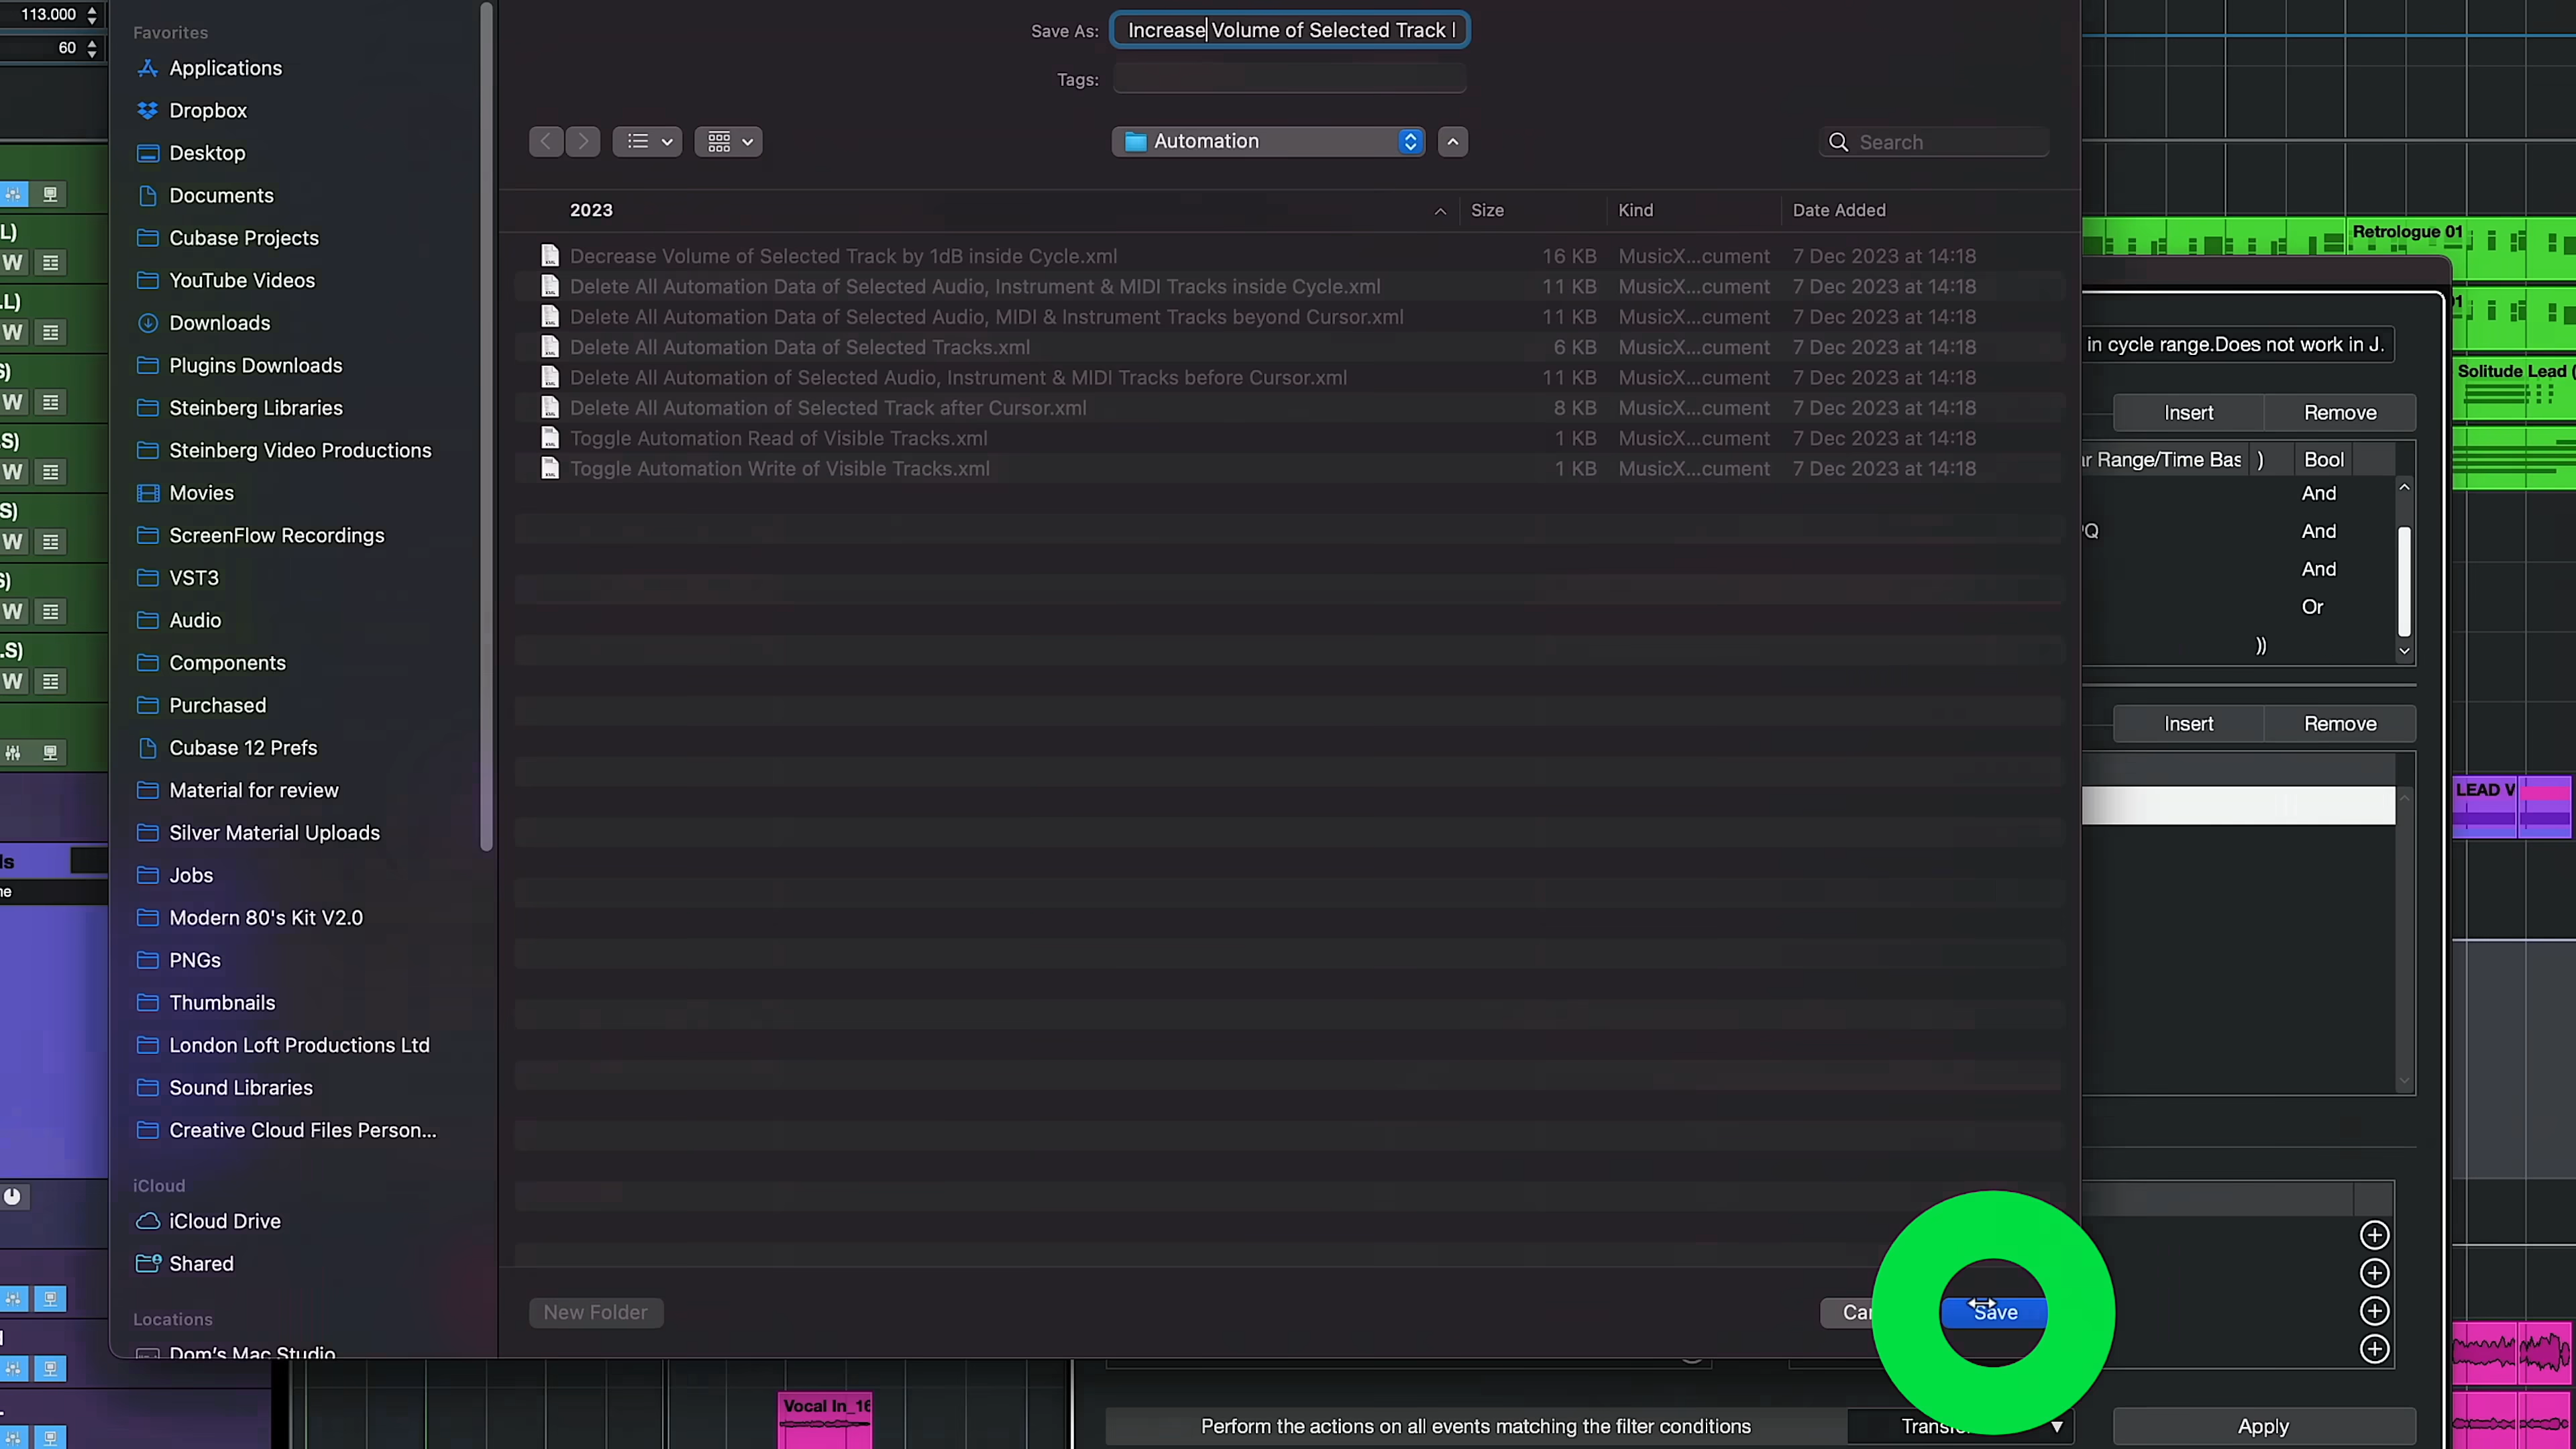 113.000
60
Favorites
Applications
Dropbox
Desktop
Documents
Cubase Projects
YouTube Videos
Downloads
Plugins Downloads
Steinberg Libraries
Steinberg Video Productions
Movies
ScreenFlow Recordings
VST3
Audio
Components
Purchased
Cubase 12 Prefs
Material for review
Silver Material Uploads
Jobs
Modern 80's Kit V2.0
PNGs
Thumbnails
London Loft Productions Ltd
Sound Libraries
Creative Cloud Files Person...
iCloud
iCloud Drive
Shared
Locations
Dom's Mac Studio
Save As: Increase Volume of Selected Track
Tags:
Automation
Search
2023 Size Kind Date Added
Decrease Volume of Selected Track by 1dB inside Cycle.xml 16 KB MusicX...cument 7 Dec 2023 at 14:18
Delete All Automation Data of Selected Audio, Instrument & MIDI Tracks inside Cycle.xml 11 KB MusicX...cument 7 Dec 2023 at 14:18
Delete All Automation Data of Selected Audio, MIDI & Instrument Tracks beyond Cursor.xml 11 KB MusicX...cument 7 Dec 2023 at 14:18
Delete All Automation Data of Selected Tracks.xml 6 KB MusicX...cument 7 Dec 2023 at 14:18
Delete All Automation of Selected Audio, Instrument & MIDI Tracks before Cursor.xml 11 KB MusicX...cument 7 Dec 2023 at 14:18
Delete All Automation of Selected Track after Cursor.xml 8 KB MusicX...cument 7 Dec 2023 at 14:18
Toggle Automation Read of Visible Tracks.xml 1 KB MusicX...cument 7 Dec 2023 at 14:18
Toggle Automation Write of Visible Tracks.xml 1 KB MusicX...cument 7 Dec 2023 at 14:18
New Folder
Save
L)
W
.L)
W
S)
W
.S)
W
S)
W
S)
W
.S)
W
Retrologue 01
01
in cycle range.Does not work in J.
Solitude Lead (
Insert Remove
Range/Time Bas ) Bool
And
PQ And
And
Or
))
Insert Remove
LEAD V
Vocal In_16
Perform the actions on all events matching the filter conditions
Apply